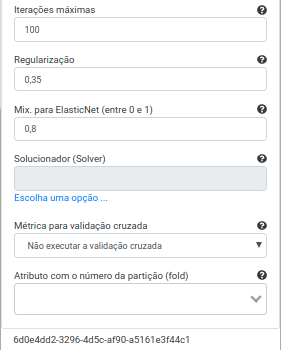 Iterações máximas
100
Regularização
0,35
Mix. para ElasticNet (entre 0 e 1)
0,8
Solucionador (Solver)
Escolha uma opção ...
Métrica para validação cruzada
Não executar a validação cruzada
Atributo com o número da partição (fold)
6d0e4dd2-3296-4d5c-af90-a5161e3f44c1